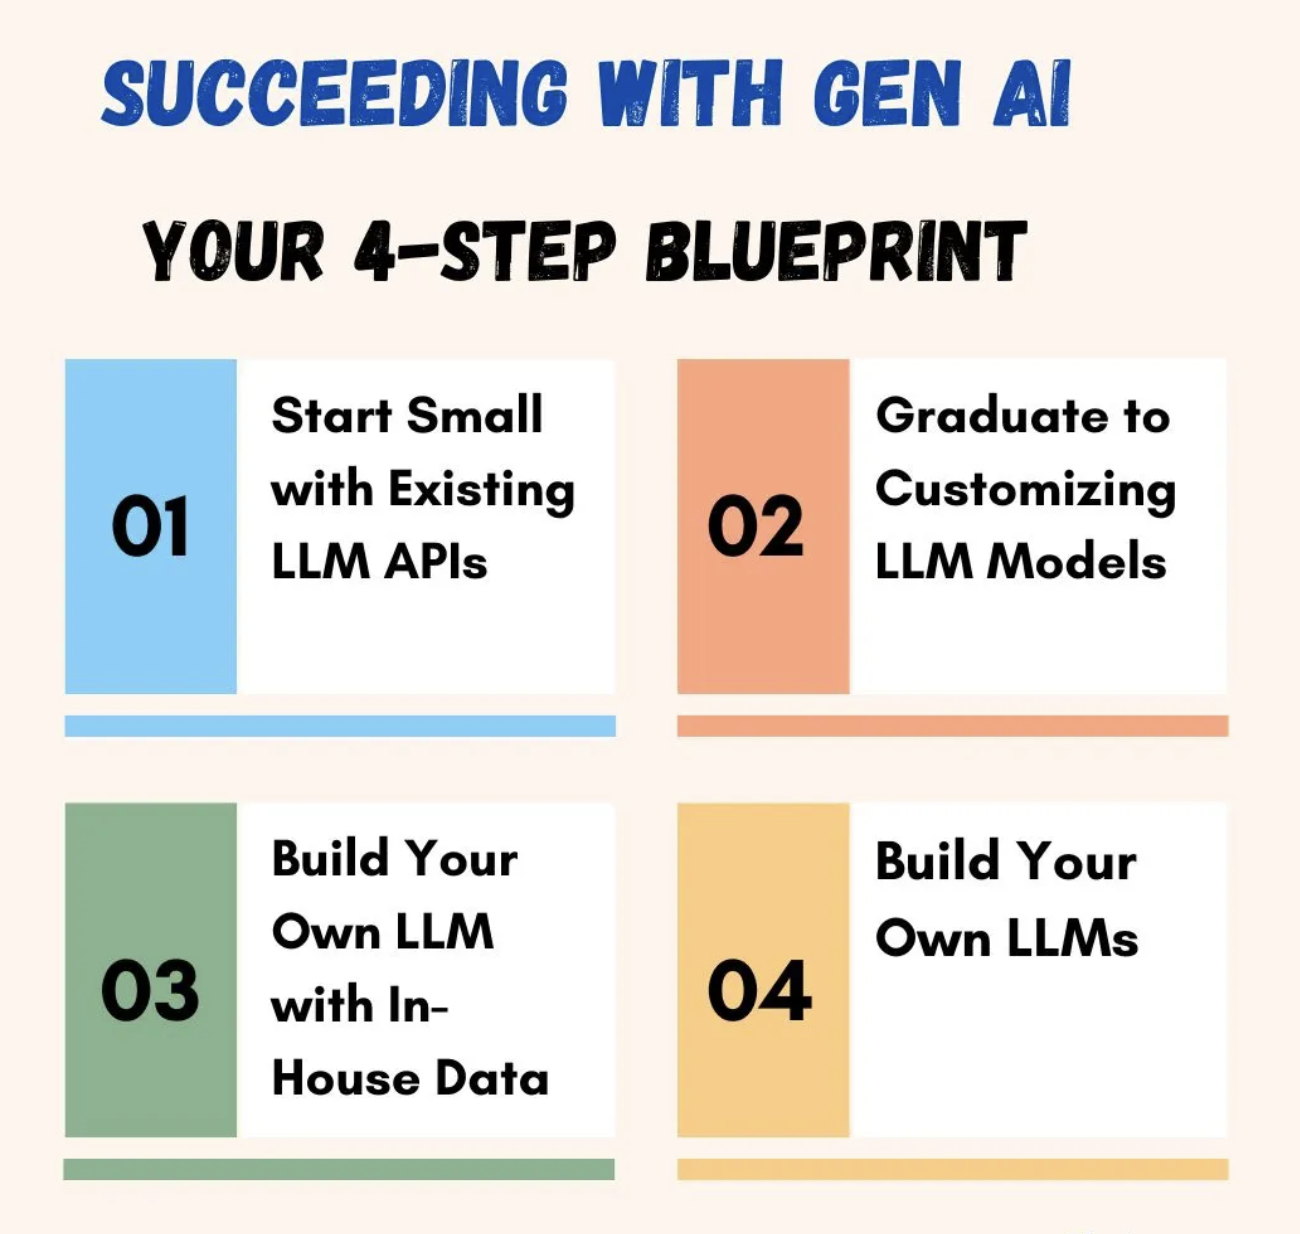 SUCCEEDING WITH GEN AI
YOUR 4-STEP BLUEPRINT
01
Start Small
with Existing
LLM APIs
02
Graduate to
Customizing
LLM Models
03
Build Your
Own LLM
with In-
House Data
04
Build Your
Own LLMs